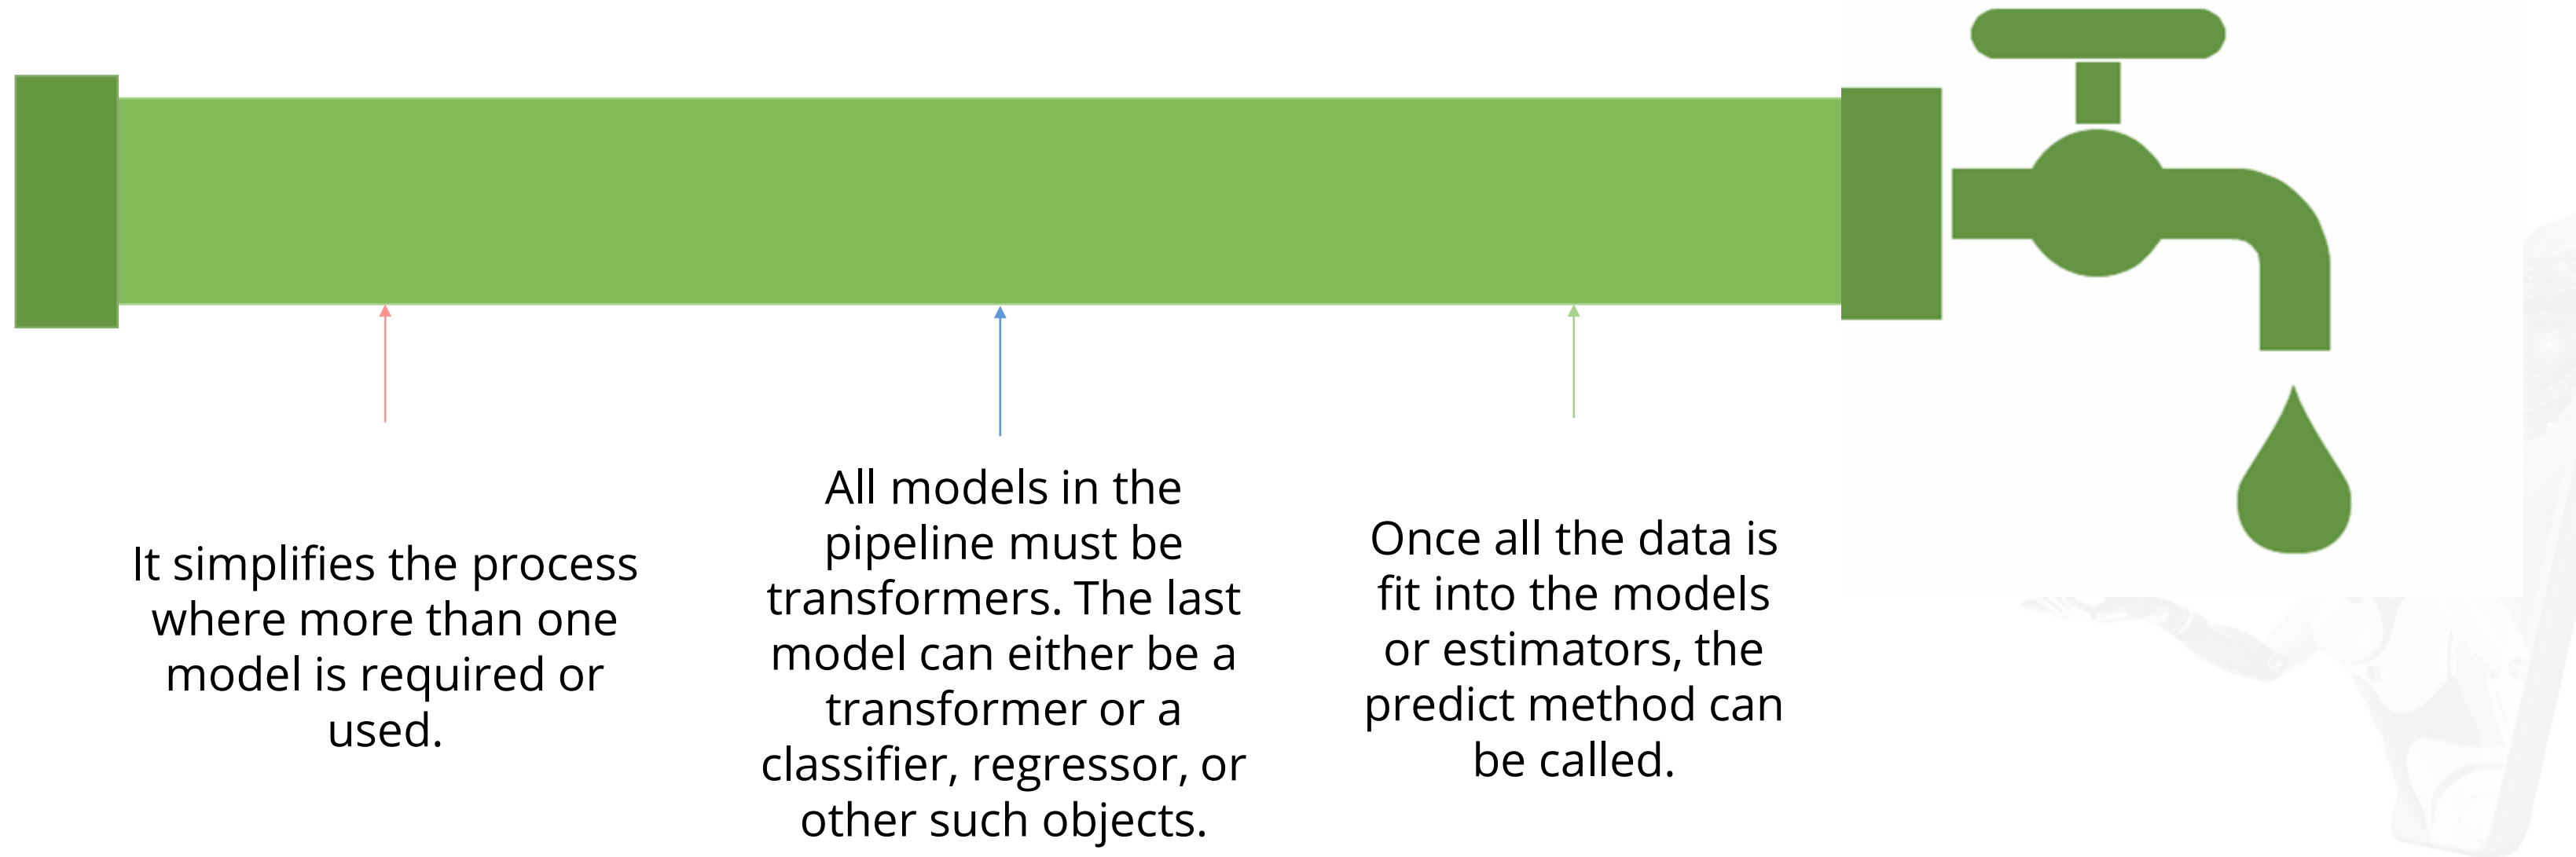 It simplifies the process
where more than one
model is required or
used.
All models in the
pipeline must be
transformers. The last
model can either be a
transformer or a
classifier, regressor, or
other such objects.
Once all the data is
fit into the models
or estimators, the
predict method can
be called.